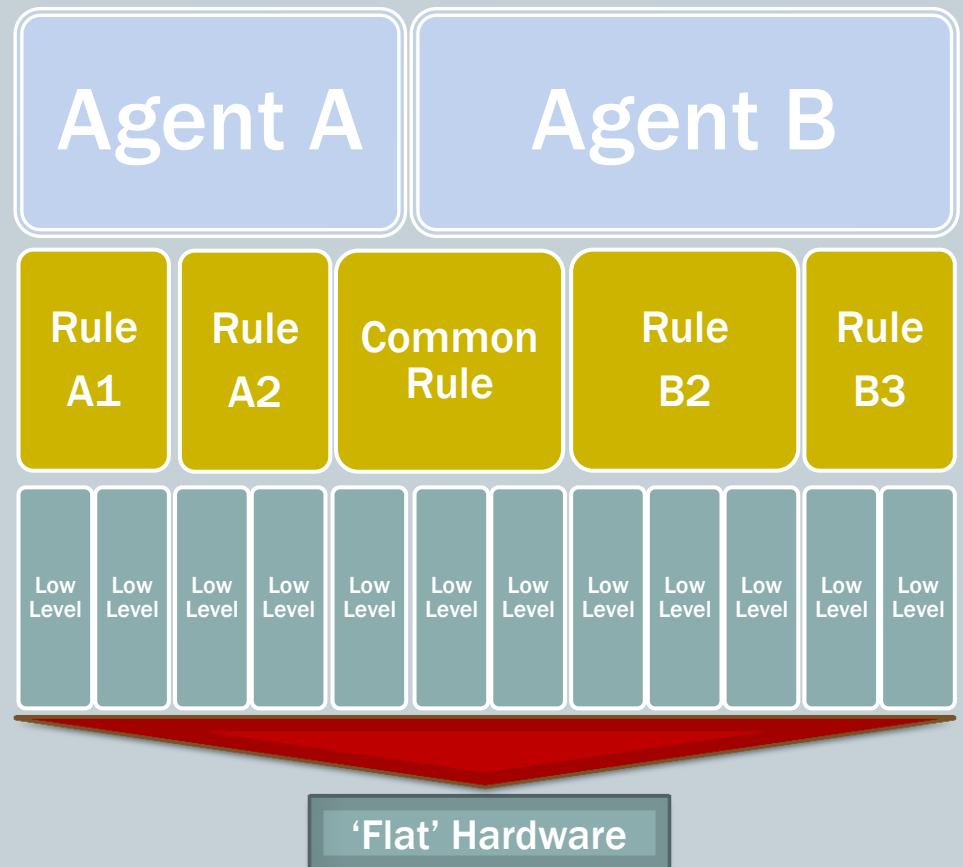 Agent A
Agent B
Rule
A1
Rule
A2
Common
Rule
Rule
B2
Rule
B3
Low
Level
Low
Level
Low
Level
Low
Level
Low
Level
Low
Level
Low
Level
Low
Level
Low
Level
Low
Level
Low
Level
Low
Level
‘Flat’ Hardware